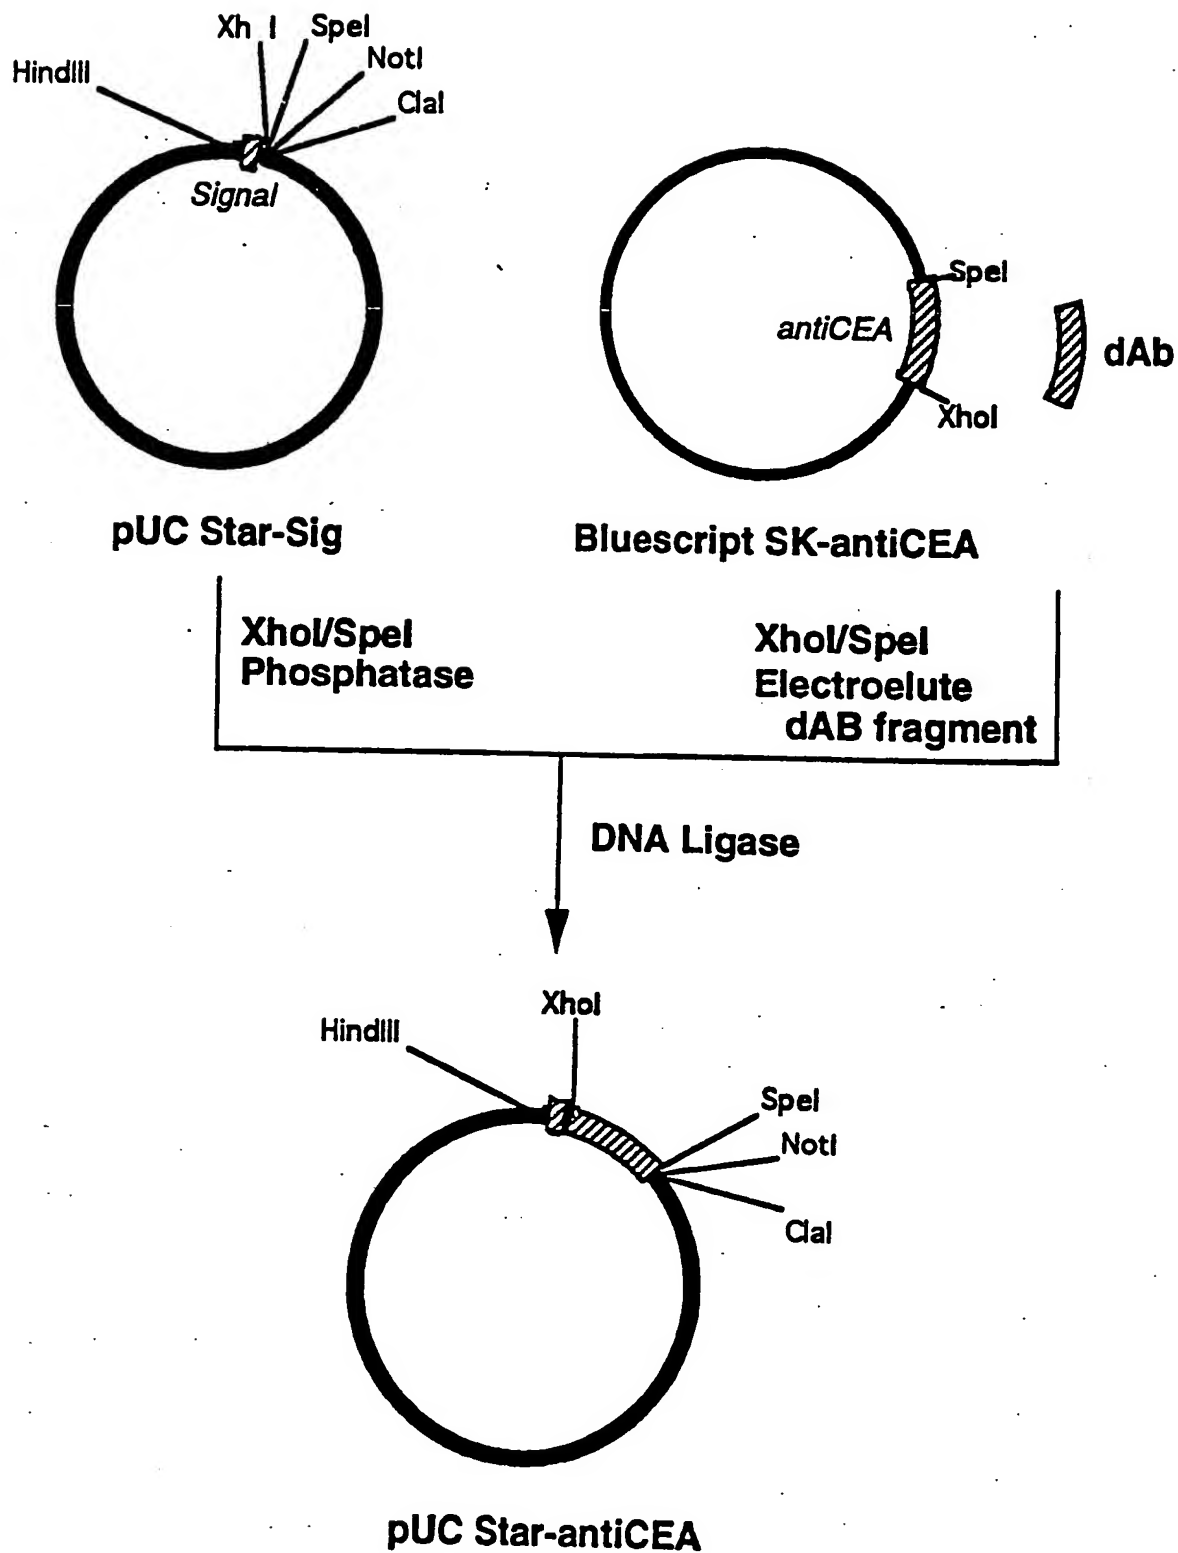 Xh I
SpeI
NotI
HindIII
ClaI
Signal
SpeI
antiCEA
dAb
XhoI
pUC Star-Sig
Bluescript SK-antiCEA
XhoI/SpeI
Phosphatase
XhoI/SpeI
Electroelute
dAB fragment
DNA Ligase
XhoI
HindIII
SpeI
NotI
ClaI
pUC Star-antiCEA